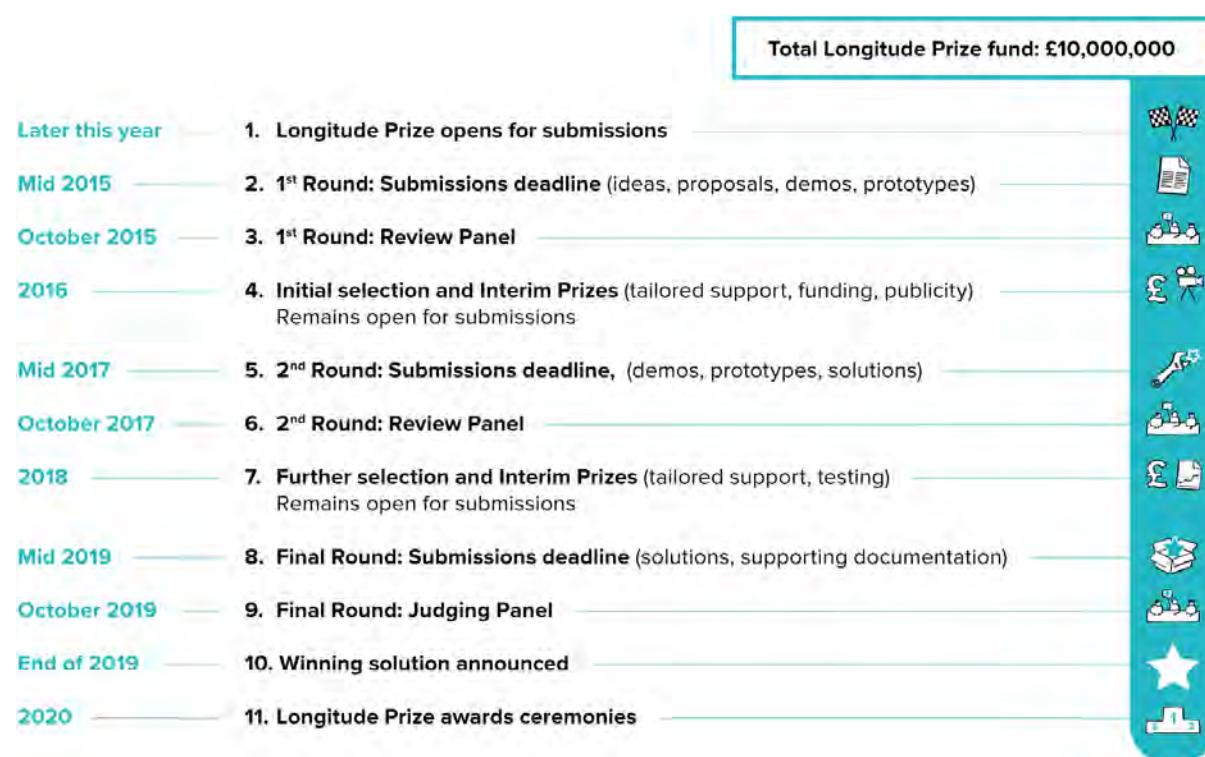 Total Longitude Prize fund: £10,000,000
Later this year 1. Longitude Prize opens for submissions
Mid 2015 2. 1st Round: Submissions deadline (ideas, proposals, demos, prototypes)
October 2015 3. 1st Round: Review Panel
2016 4. Initial selection and Interim Prizes (tailored support, funding, publicity)
Remains open for submissions
Mid 2017 5. 2nd Round: Submissions deadline, (demos, prototypes, solutions)
October 2017 6. 2nd Round: Review Panel
2018 7. Further selection and Interim Prizes (tailored support, testing)
Remains open for submissions
Mid 2019 8. Final Round: Submissions deadline (solutions, supporting documentation)
October 2019 9. Final Round: Judging Panel
End of 2019 10. Winning solution announced
2020 11. Longitude Prize awards ceremonies